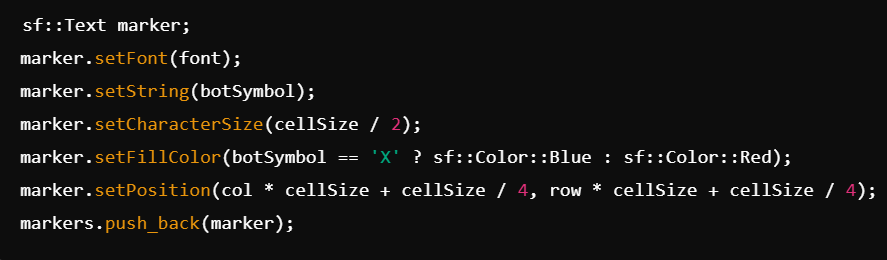 sf::Text marker;
marker.setFont(font);
marker.setString(botSymbol);
marker.setCharacterSize(cellSize / 2);
marker.setFillColor(botSymbol == 'X' ? sf::Color::Blue : sf::Color::Red);
marker.setPosition(col * cellSize + cellSize / 4, row * cellSize + cellSize / 4);
markers.push_back(marker);